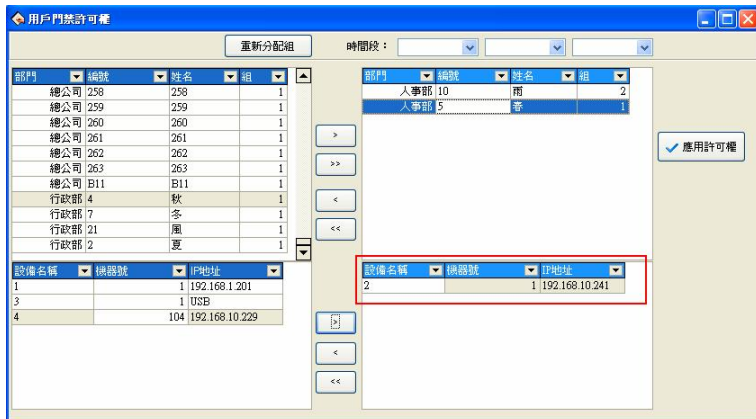 用戶門禁許可權
重新分配組 時間段：
部門 編號 姓名 組
總公司 258 258 1
總公司 259 259 1
總公司 260 260 1
總公司 261 261 1
總公司 262 262 1
總公司 263 263 1
總公司 B11 B11 1
行政部 4 秋 1
行政部 7 冬 1
行政部 21 風 1
行政部 2 夏 1
>
>>
<
<<
部門 編號 姓名 組
人事部 10 雨 2
人事部 5 春 1
應用許可權
設備名稱 機器號 IP地址
1 1 192.168.1.201
3 1 USB
4 104 192.168.10.229
>
<
<<
設備名稱 機器號 IP地址
2 1 192.168.10.241